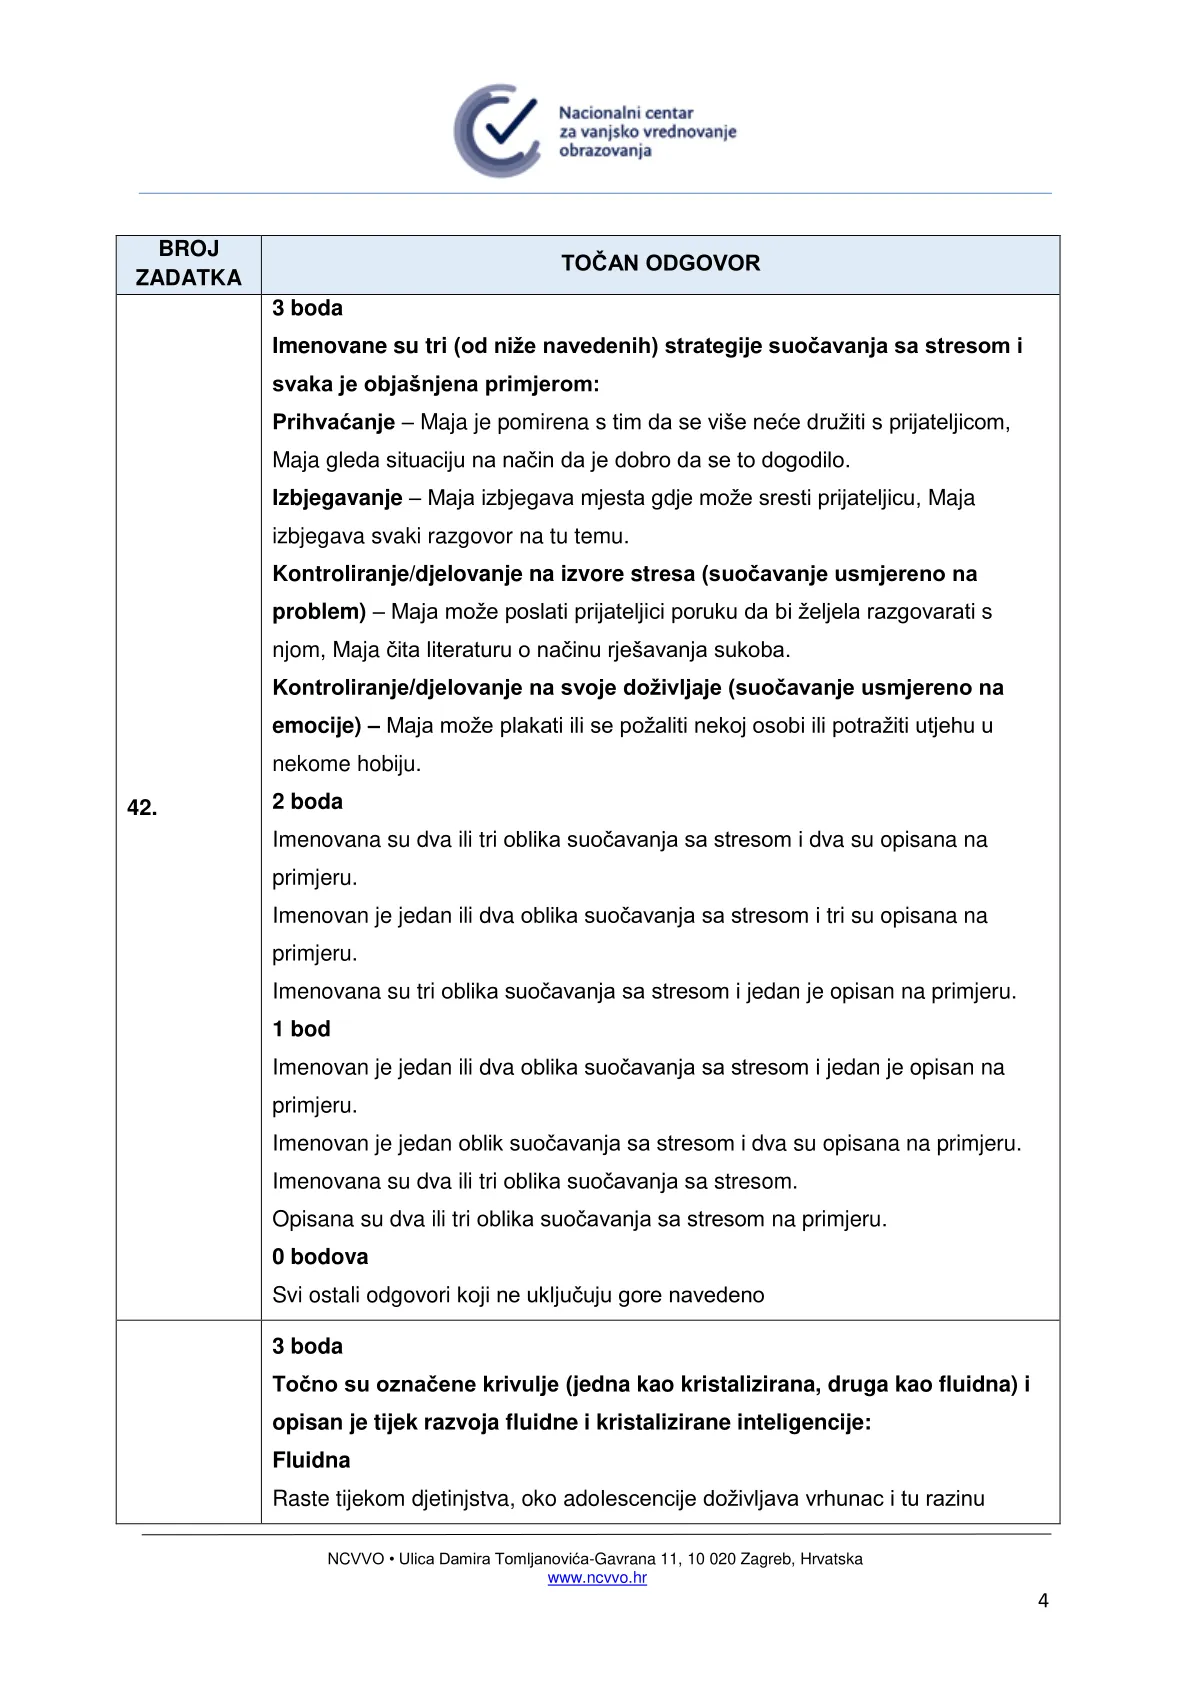 Nacionalni centar
za vanjsko vrednovanje
obrazovanja
BROJ
ZADATKA
TOČAN ODGOVOR
42.
3 boda
Imenovane su tri (od niže navedenih) strategije suočavanja sa stresom i
svaka je objašnjena primjerom:
Prihvaćanje – Maja je pomirena s tim da se više neće družiti s prijateljicom,
Maja gleda situaciju na način da je dobro da se to dogodilo.
Izbjegavanje – Maja izbjegava mjesta gdje može sresti prijateljicu, Maja
izbjegava svaki razgovor na tu temu.
Kontroliranje/djelovanje na izvore stresa (suočavanje usmjereno na
problem) – Maja može poslati prijateljici poruku da bi željela razgovarati s
njom, Maja čita literaturu o načinu rješavanja sukoba.
Kontroliranje/djelovanje na svoje doživljaje (suočavanje usmjereno na
emocije) – Maja može plakati ili se požaliti nekoj osobi ili potražiti utjehu u
nekome hobiju.
2 boda
Imenovana su dva ili tri oblika suočavanja sa stresom i dva su opisana na
primjeru.
Imenovan je jedan ili dva oblika suočavanja sa stresom i tri su opisana na
primjeru.
Imenovana su tri oblika suočavanja sa stresom i jedan je opisan na primjeru.
1 bod
Imenovan je jedan ili dva oblika suočavanja sa stresom i jedan je opisan na
primjeru.
Imenovan je jedan oblik suočavanja sa stresom i dva su opisana na primjeru.
Imenovana su dva ili tri oblika suočavanja sa stresom.
Opisana su dva ili tri oblika suočavanja sa stresom na primjeru.
0 bodova
Svi ostali odgovori koji ne uključuju gore navedeno
3 boda
Točno su označene krivulje (jedna kao kristalizirana, druga kao fluidna) i
opisan je tijek razvoja fluidne i kristalizirane inteligencije:
Fluidna
Raste tijekom djetinjstva, oko adolescencije doživljava vrhunac i tu razinu
NCVVO • Ulica Damira Tomljanovića-Gavrana 11, 10 020 Zagreb, Hrvatska
www.ncvvo.hr
4